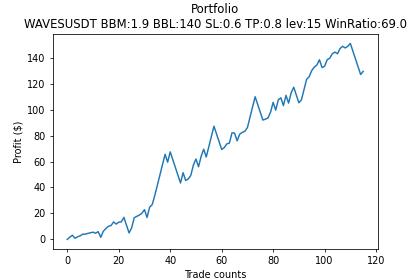 Portfolio
WAVESUSDT BBM:1.9 BBL:140 SL:0.6 TP:0.8 lev:15 WinRatio:69.0
140
120
100
80
60
40
20
0
Profit ($)
0 20 40 60 80 100 120
Trade counts